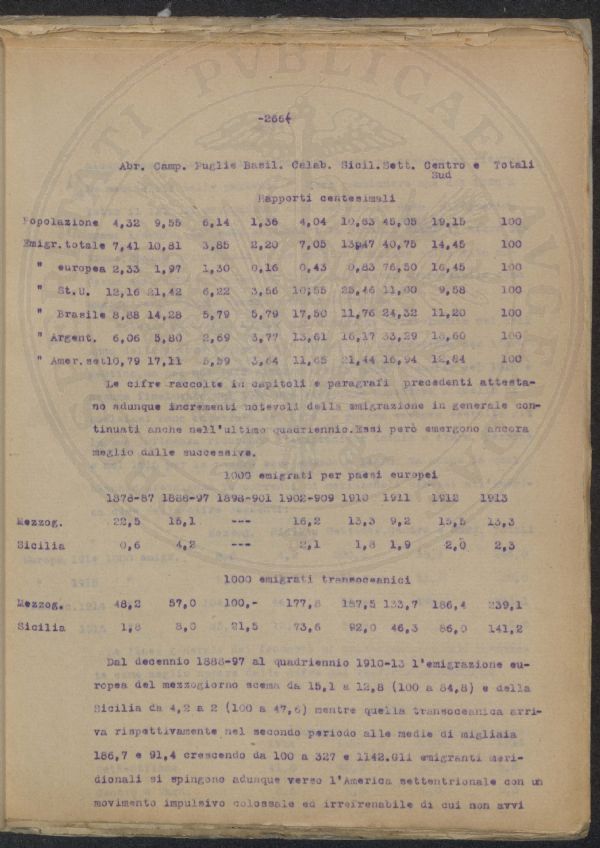 -266
Abr. Camp. Puglie Basil. Calab. Sicil. Sett. Centro e Totali
Sud
Rapporti centesimali
Popolazione 4,32 9,55 6,14 1,36 4,04 10,63 45,05 19,15 100
Emigr.totale 7,41 10,81 3,85 2,20 7,05 13,47 40,75 14,45 100
" europea 2,33 1,97 1,30 0,16 0,43 0,83 76,50 16,45 100
" St.U. 12,16 21,42 6,22 3,56 10,55 25,46 11,00 9,58 100
" Brasile 8,88 14,28 5,79 5,79 17,50 11,76 24,32 11,20 100
" Argent. 6,06 5,80 2,69 3,77 13,61 16,17 33,29 18,60 100
" Amer.set 10,79 17,11 5,59 3,64 11,65 21,44 16,94 12,84 100
Le cifre raccolte in capitoli e paragrafi precedenti attesta-
no adunque incrementi notevoli della emigrazione in generale con-
tinuati anche nell'ultimo quadriennio.Essi però emergono ancora
meglio dalle successive.
1000 emigrati per paesi europei
1878-87 1888-97 1898-901 1902-909 1910 1911 1912 1913
Mezzog. 22,5 15,1 --- 16,2 13,3 9,2 15,5 13,3
Sicilia 0,6 4,2 --- 2,1 1,8 1,9 2,0 2,3
1000 emigrati transoceanici
Mezzog. 48,2 57,0 100,- 177,8 187,5 133,7 186,4 239,1
Sicilia 1,8 8,0 21,5 73,6 92,0 46,3 86,0 141,2
Dal decennio 1888-97 al quadriennio 1910-13 l'emigrazione eu-
ropea del mezzogiorno scema da 15,1 a 12,8 (100 a 84,8) e della
Sicilia da 4,2 a 2 (100 a 47,6) mentre quella transoceanica arri-
va rispettivamente nel secondo periodo alle medie di migliaia
186,7 e 91,4 crescendo da 100 a 327 e 1142.Gli emigranti meri-
dionali si spingono adunque verso l'America settentrionale con un
movimento impulsivo colossale ed irrefrenabile di cui non avvi